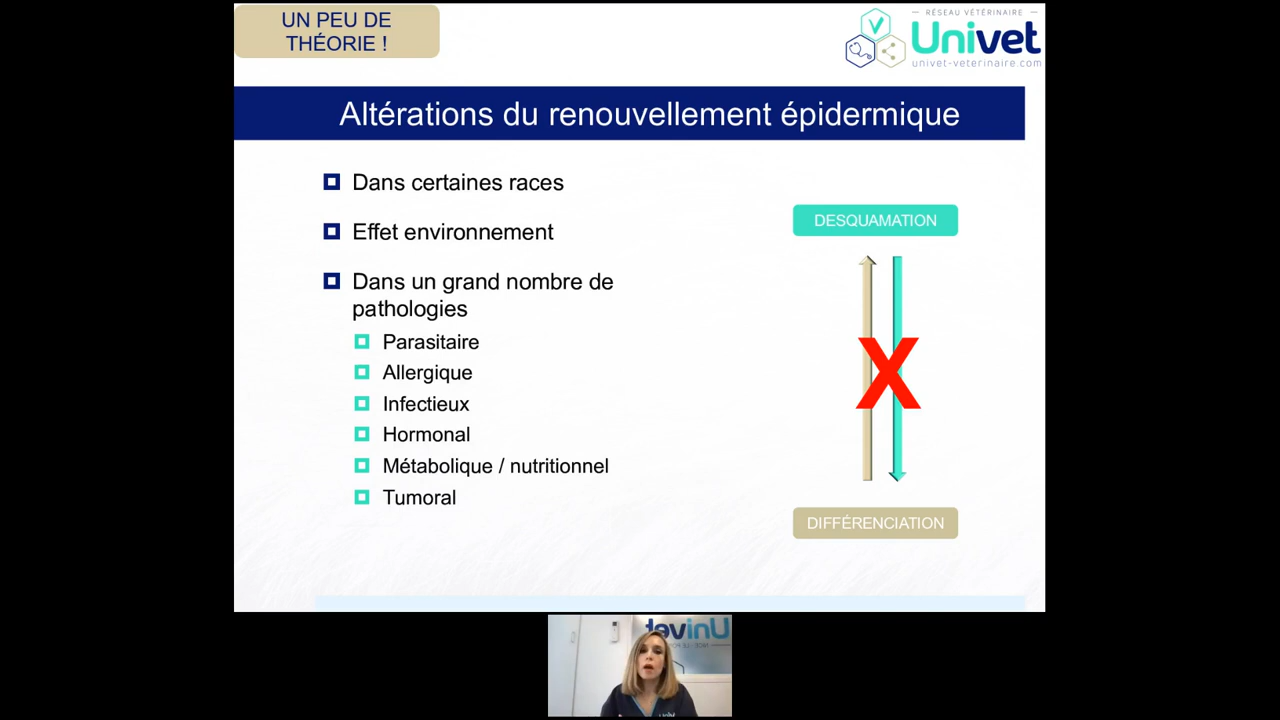 UN PEU DE
THÉORIE !
RÉSEAU VÉTÉRINAIRE
Univet
univet-veterinaire.com
Altérations du renouvellement épidermique
Dans certaines races
Effet environnement
Dans un grand nombre de
pathologies
Parasitaire
Allergique
Infectieux
Hormonal
Métabolique / nutritionnel
Tumoral
DESQUAMATION
X
DIFFÉRENCIATION
Univet